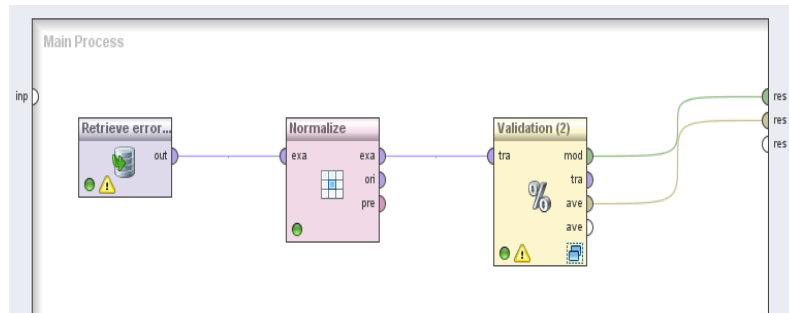 Main Process
inp
res
res
res
Retrieve error...
out
Normalize
exa
exa
ori
pre
Validation (2)
tra
mod
tra
%
ave
ave